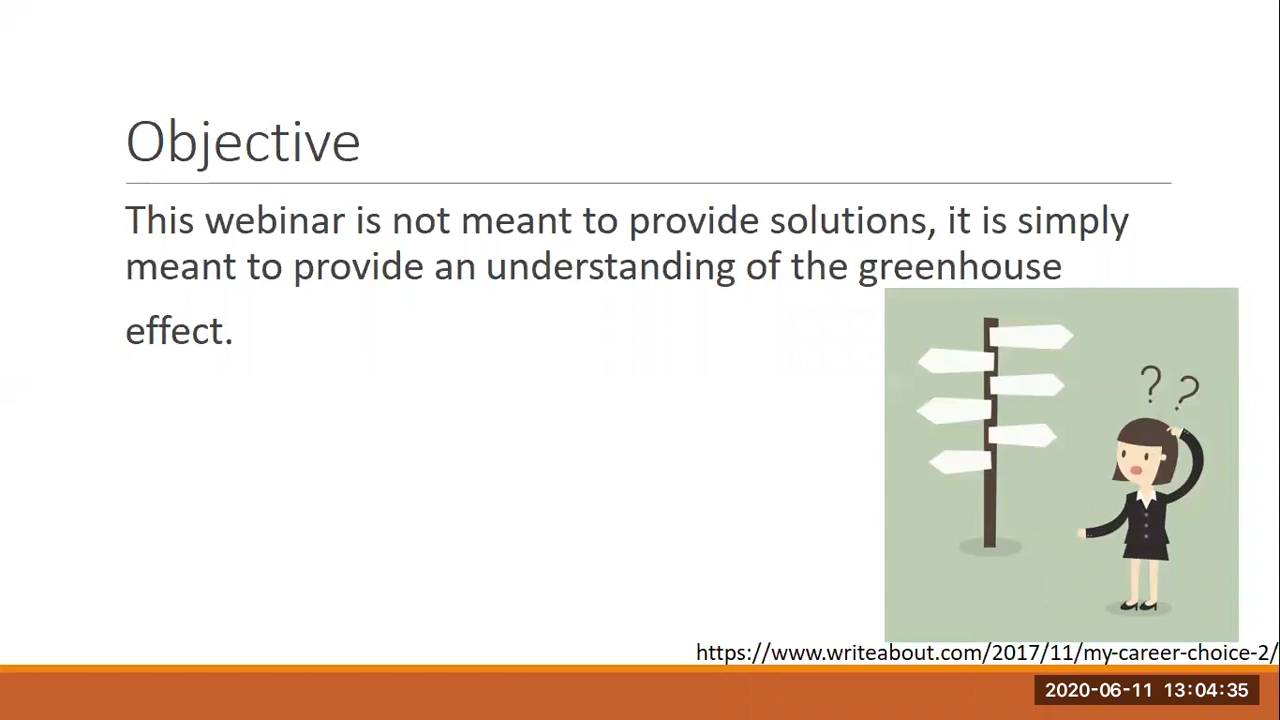 Objective
This webinar is not meant to provide solutions, it is simply
meant to provide an understanding of the greenhouse
effect.
? ?
https://www.writeabout.com/2017/11/my-career-choice-2/
2020-06-11 13:04:35